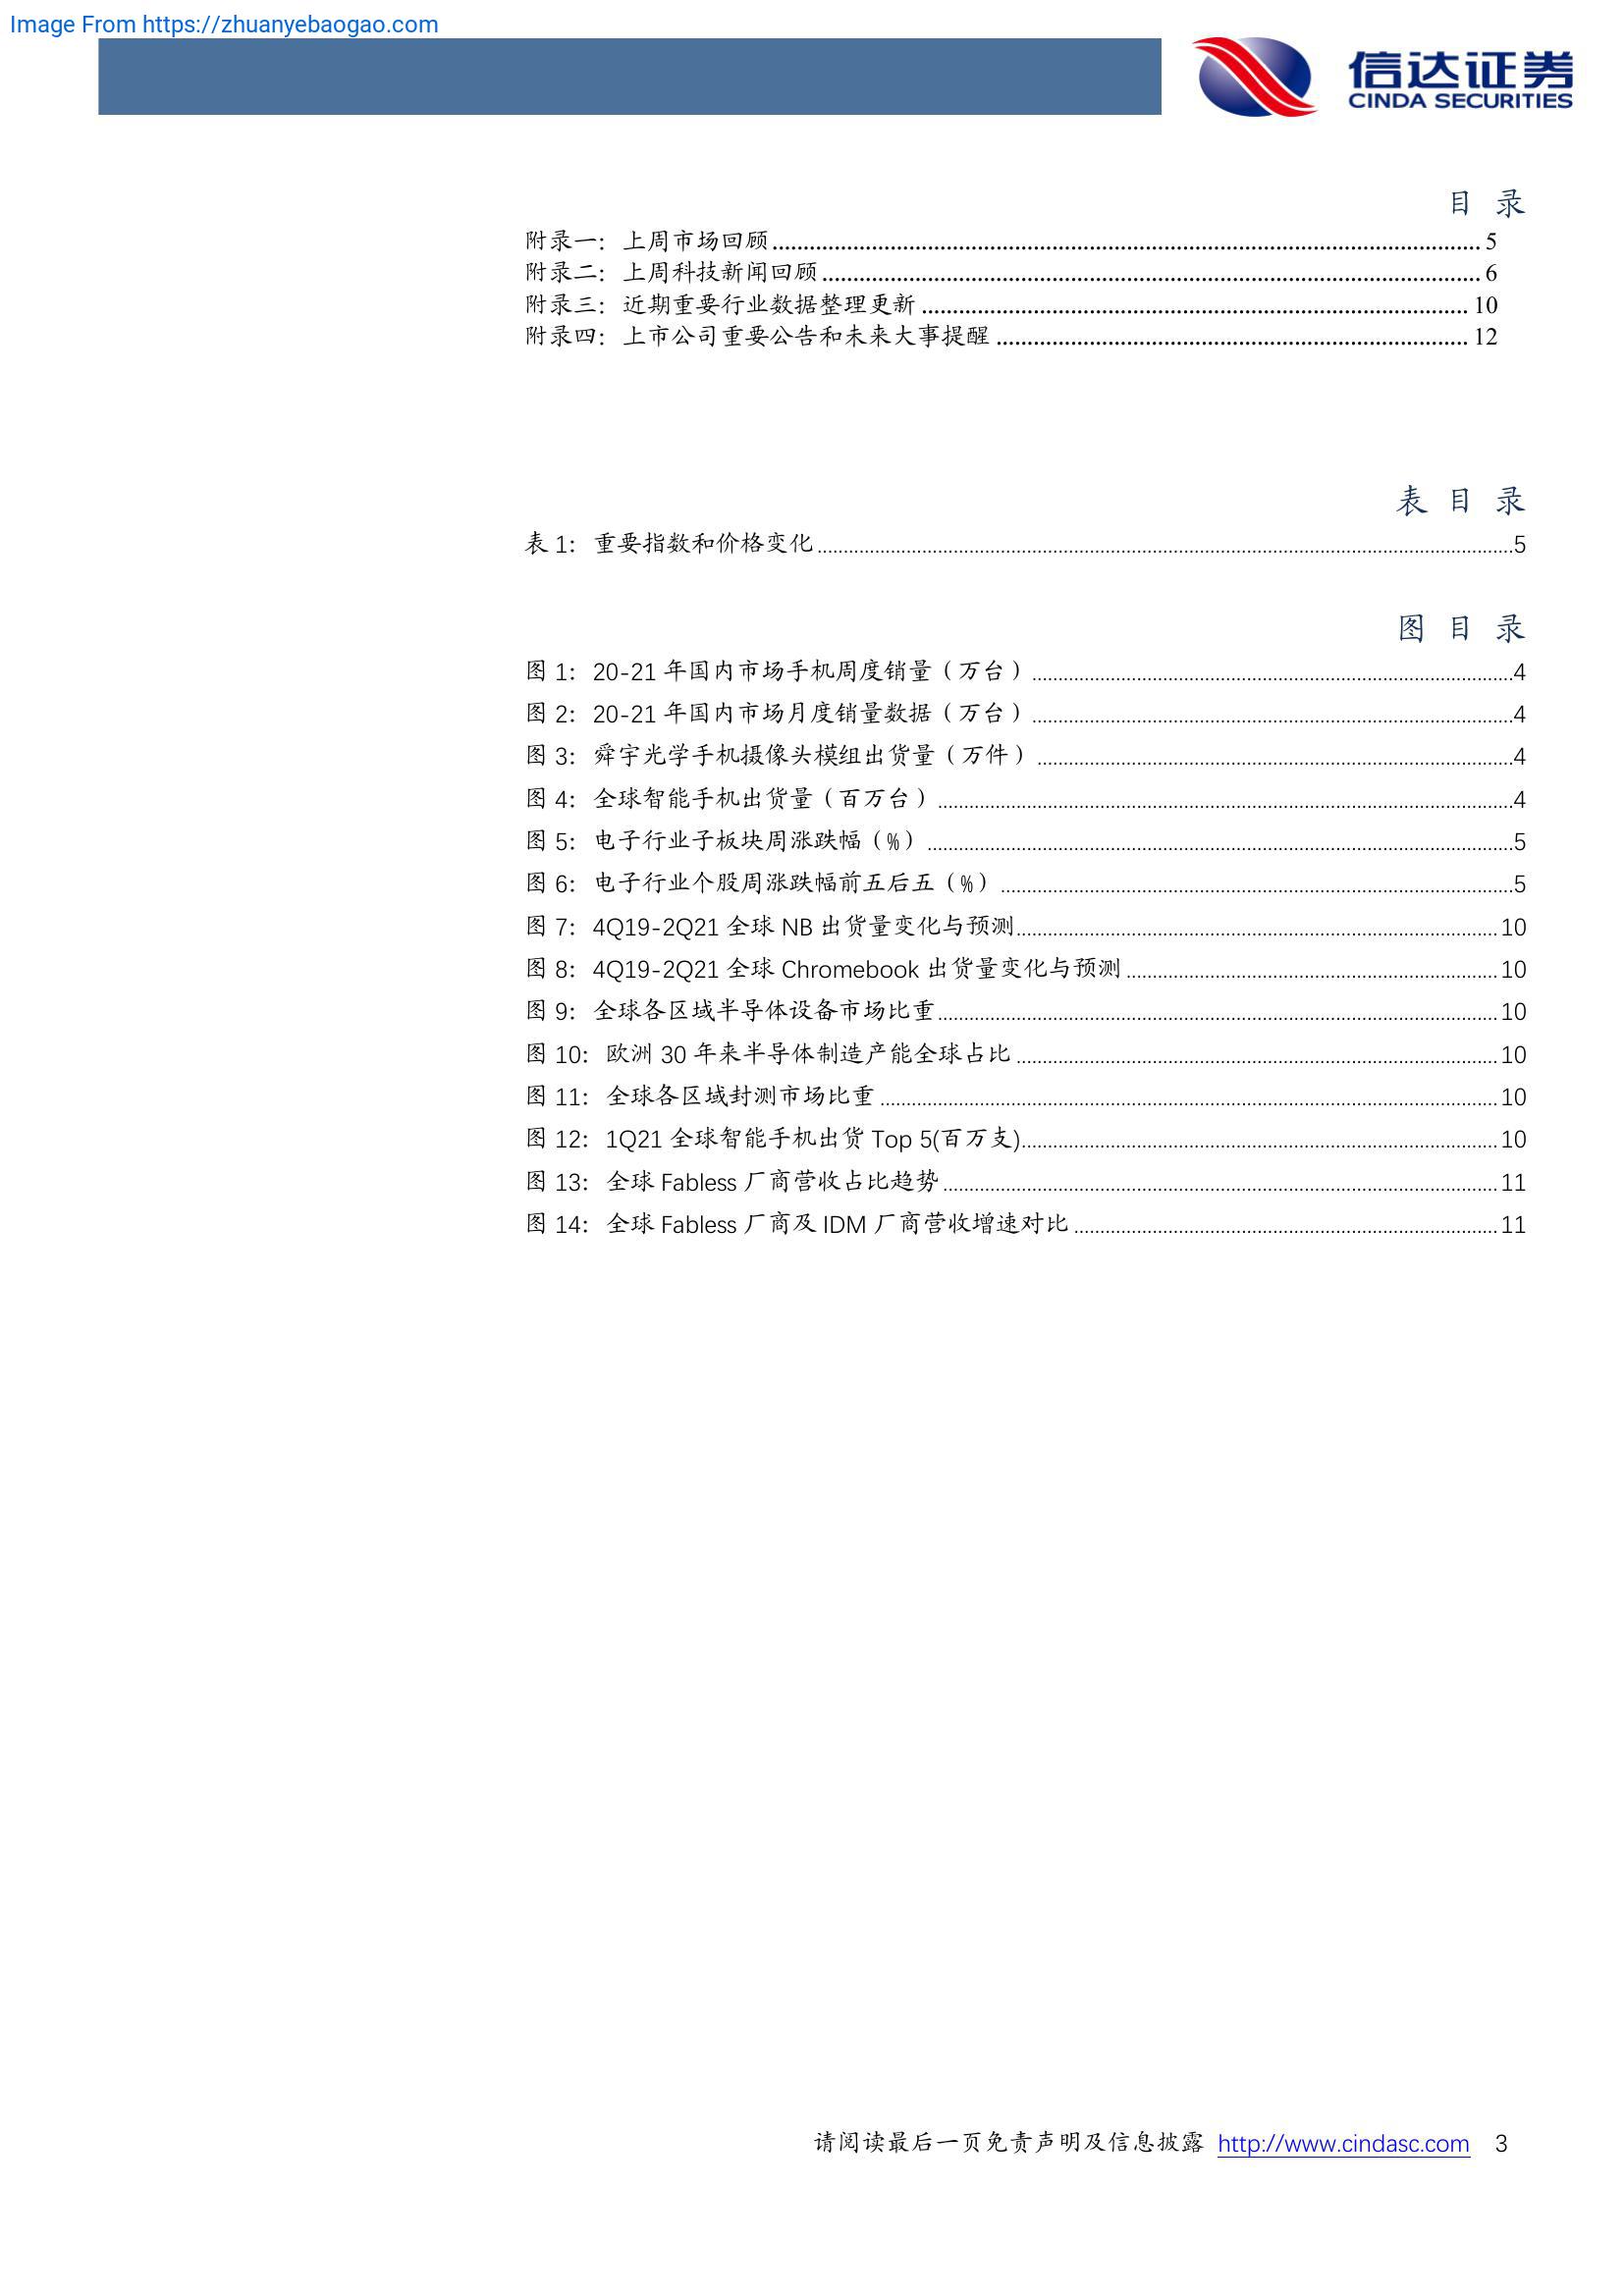 Image From https://zhuanyebaogao.com
信达证券
CINDA SECURITIES
目 录
附录一：上周市场回顾 5
附录二：上周科技新闻回顾 6
附录三：近期重要行业数据整理更新 10
附录四：上市公司重要公告和未来大事提醒 12
表 目 录
表 1：重要指数和价格变化 5
图 目 录
图 1：20-21 年国内市场手机周度销量（万台） 4
图 2：20-21 年国内市场月度销量数据（万台） 4
图 3：舜宇光学手机摄像头模组出货量（万件） 4
图 4：全球智能手机出货量（百万台） 4
图 5：电子行业子板块周涨跌幅（%） 5
图 6：电子行业个股周涨跌幅前五后五（%） 5
图 7：4Q19-2Q21 全球 NB 出货量变化与预测 10
图 8：4Q19-2Q21 全球 Chromebook 出货量变化与预测 10
图 9：全球各区域半导体设备市场比重 10
图 10：欧洲 30 年来半导体制造产能全球占比 10
图 11：全球各区域封测市场比重 10
图 12：1Q21 全球智能手机出货 Top 5(百万支) 10
图 13：全球 Fabless 厂商营收占比趋势 11
图 14：全球 Fabless 厂商及 IDM 厂商营收增速对比 11
请阅读最后一页免责声明及信息披露 http://www.cindasc.com 3